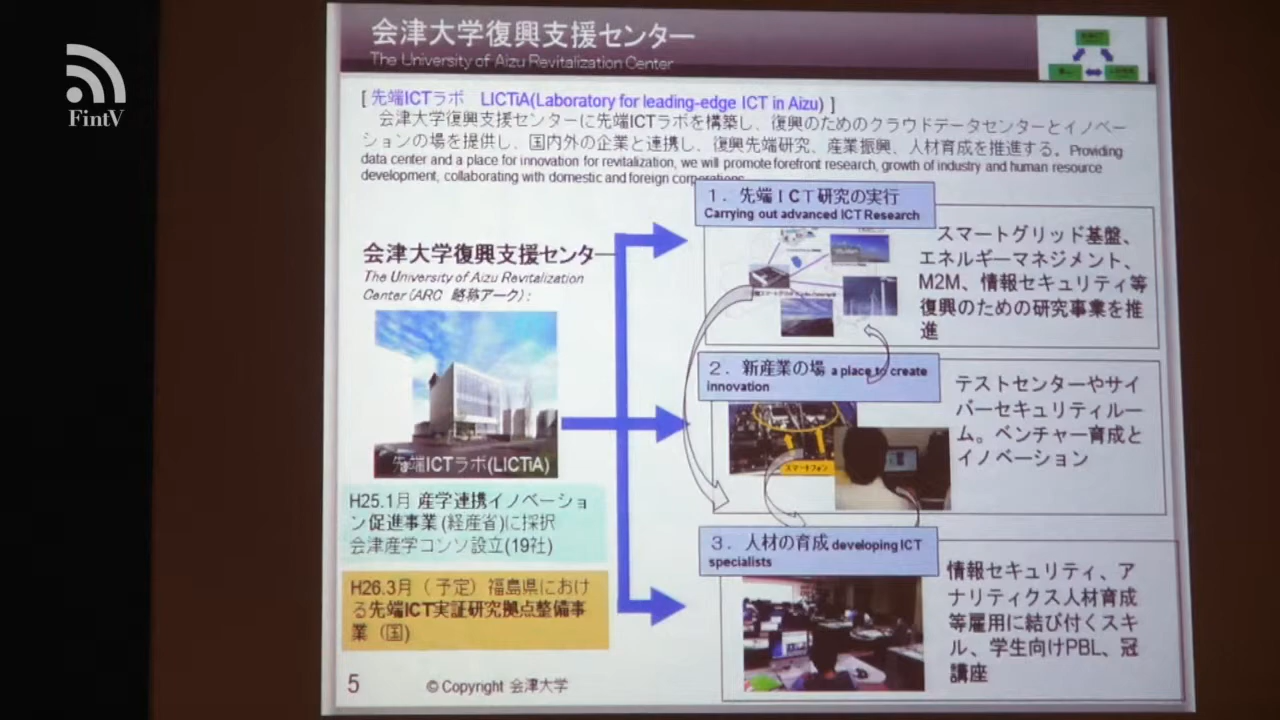 FintV
会津大学復興支援センター
The University of Aizu Revitalization Center
[ 先端ICTラボ LICTiA(Laboratory for leading-edge ICT in Aizu) ]
会津大学復興支援センターに先端ICTラボを構築し、復興のためのクラウドデータセンターとイノベー
ションの場を提供し、国内外の企業と連携し、復興先端研究、産業振興、人材育成を推進する。Providing
data center and a place for innovation for revitalization, we will promote forefront research, growth of industry and human resource
development, collaborating with domestic and foreign corporations.
会津大学復興支援センター
The University of Aizu Revitalization
Center (ARC 略称アーク) :
先端ICTラボ(LICTiA)
H25.1月 産学連携イノベーショ
ン促進事業(経産省)に採択
会津産学コンソ設立(19社)
H26.3月（予定）福島県におけ
る先端ICT実証研究拠点整備事
業（国)
1．先端ICT研究の実行
Carrying out advanced ICT Research
スマートグリッド基盤、
エネルギーマネジメント、
M2M、情報セキュリティ等
復興のための研究事業を推
進
2．新産業の場 a place to create
innovation
スマートフォン
テストセンターやサイ
バーセキュリティルー
ム。ベンチャー育成と
イノベーション
3．人材の育成 developing ICT
specialists
情報セキュリティ、ア
ナリティクス人材育成
等雇用に結び付くスキ
ル、学生向けPBL、冠
講座
5
© Copyright 会津大学